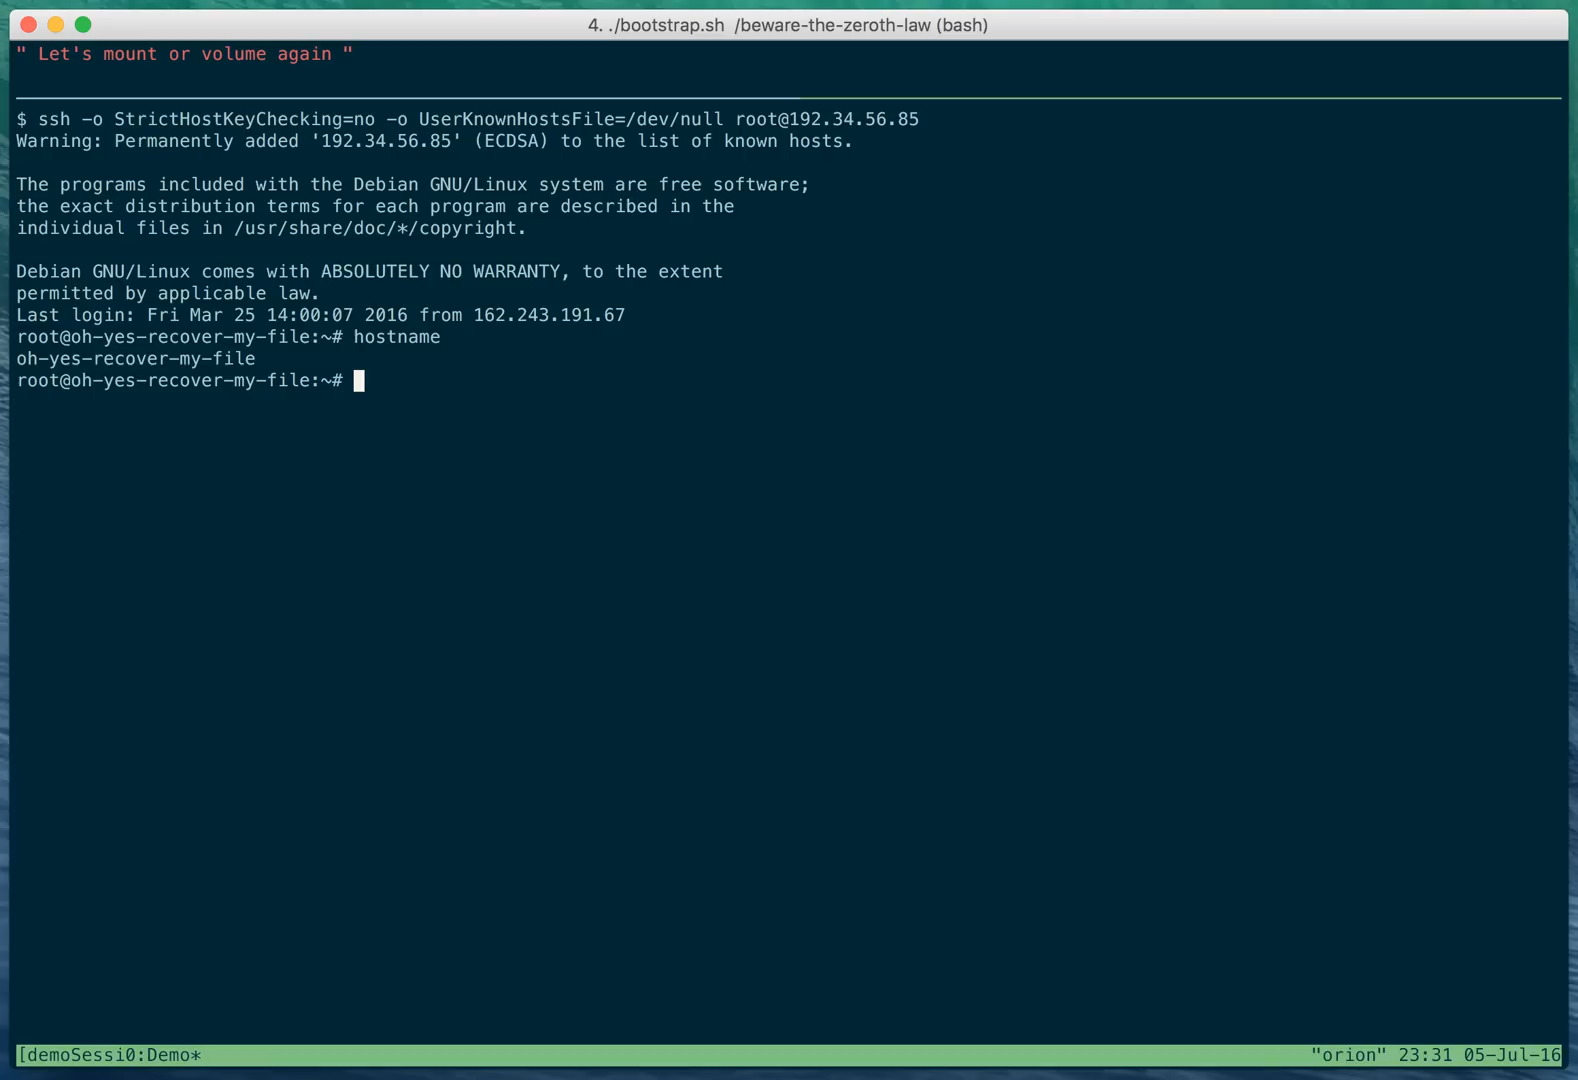 4. ./bootstrap.sh /beware-the-zeroth-law (bash)
" Let's mount or volume again "
$ ssh -o StrictHostKeyChecking=no -o UserKnownHostsFile=/dev/null root@192.34.56.85
Warning: Permanently added '192.34.56.85' (ECDSA) to the list of known hosts.
The programs included with the Debian GNU/Linux system are free software;
the exact distribution terms for each program are described in the
individual files in /usr/share/doc/*/copyright.
Debian GNU/Linux comes with ABSOLUTELY NO WARRANTY, to the extent
permitted by applicable law.
Last login: Fri Mar 25 14:00:07 2016 from 162.243.191.67
root@oh-yes-recover-my-file:~# hostname
oh-yes-recover-my-file
root@oh-yes-recover-my-file:~#
[demoSessi0:Demo* "orion" 23:31 05-Jul-16